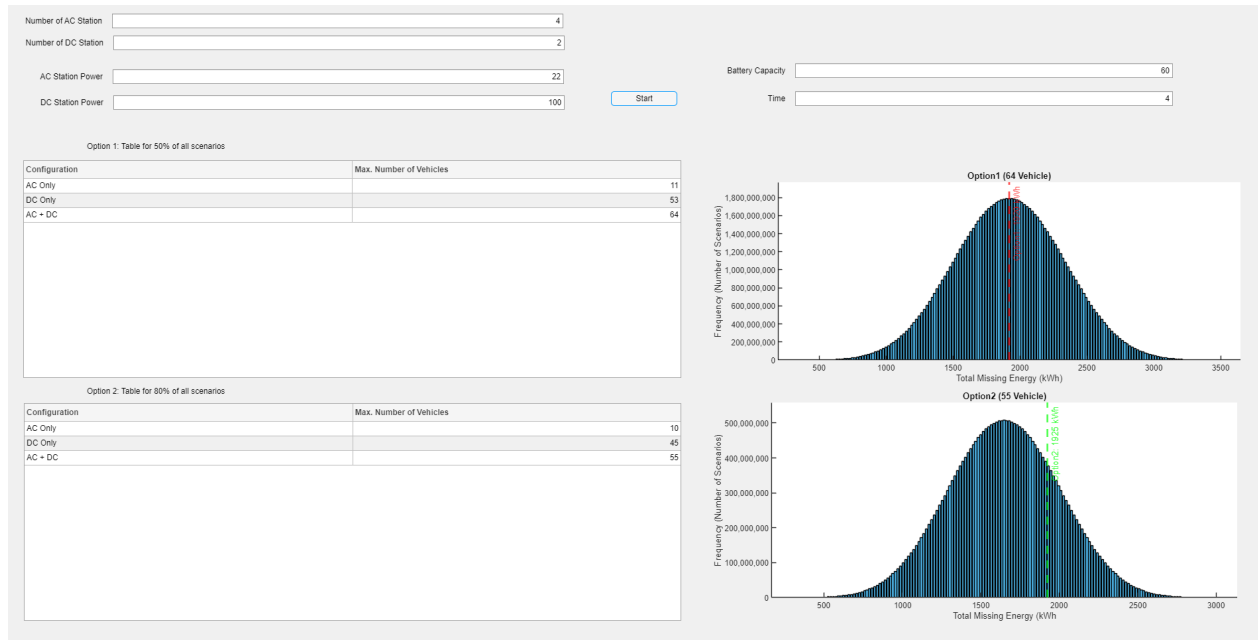 Number of AC Station 4
Number of DC Station 2
AC Station Power 22
DC Station Power 100
Start
Battery Capacity 60
Time 4
Option 1: Table for 50% of all scenarios
Configuration Max. Number of Vehicles
AC Only 11
DC Only 53
AC + DC 64
Option 2: Table for 80% of all scenarios
Configuration Max. Number of Vehicles
AC Only 10
DC Only 45
AC + DC 55
Option1 (64 Vehicle)
Frequency (Number of Scenarios)
1,800,000,000
1,600,000,000
1,400,000,000
1,200,000,000
1,000,000,000
800,000,000
600,000,000
400,000,000
200,000,000
0
kWh
500 1000 1500 2000 2500 3000 3500
Total Missing Energy (kWh)
Option2 (55 Vehicle)
Frequency (Number of Scenarios)
500,000,000
400,000,000
300,000,000
200,000,000
100,000,000
0
Option2: 1925 kWh
500 1000 1500 2000 2500 3000
Total Missing Energy (kWh